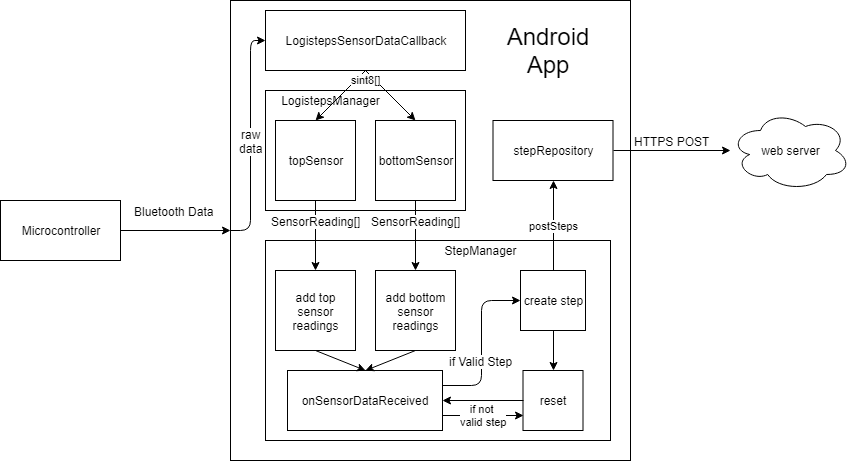 LogistepsSensorDataCallback
Android
App
sint8[]
LogistepsManager
raw
data
topSensor
bottomSensor
stepRepository
HTTPS POST
web server
Microcontroller
Bluetooth Data
SensorReading[]
SensorReading[]
postSteps
StepManager
add top
sensor
readings
add bottom
sensor
readings
create step
if Valid Step
onSensorDataReceived
if not
valid step
reset